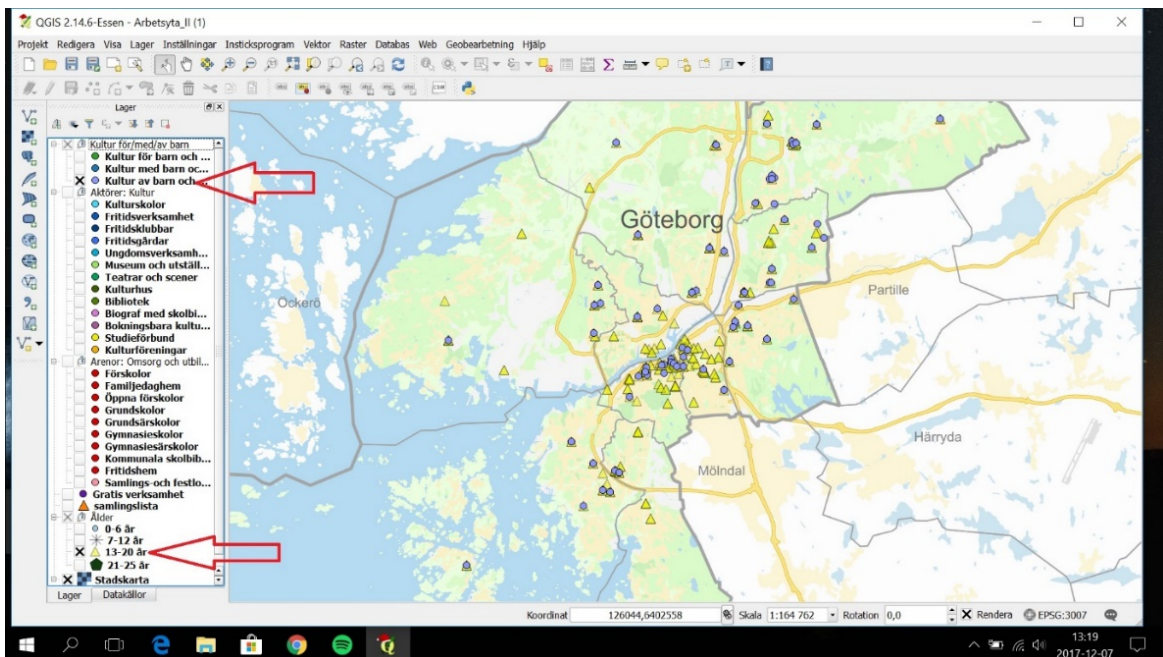 QGIS 2.14.6-Essen - Arbetsyta_II (1)
Projekt Redigera Visa Lager Inställningar Insticksprogram Vektor Raster Databas Web Geobearbetning Hjälp
Lager
Kultur för/med/av barn
Kultur för barn och ...
Kultur med barn oc...
Kultur av barn och...
Aktörer: Kultur
Kulturskolor
Fritidsverksamhet
Fritidsklubbar
Fritidsgårdar
Ungdomsverksamh...
Museum och utställ...
Teatrar och scener
Kulturhus
Bibliotek
Biograf med skolbi...
Bokningsbara kultu...
Studieförbund
Kulturföreningar
Arenor: Omsorg och utbil...
Förskolor
Familjedaghem
Öppna förskolor
Grundskolor
Grundsärskolor
Gymnasieskolor
Gymnasiesärskolor
Kommunala skolbib...
Fritidshem
Samlings-och festlo...
Gratis verksamhet
samlingslista
Ålder
0-6 år
7-12 år
13-20 år
21-25 år
Stadskarta
Lager Datakällor
Göteborg
Partille
Öckerö
Härryda
Mölndal
Koordinat 126044,6402558 Skala 1:164 762 Rotation 0,0 Rendera EPSG:3007
13:19
2017-12-07